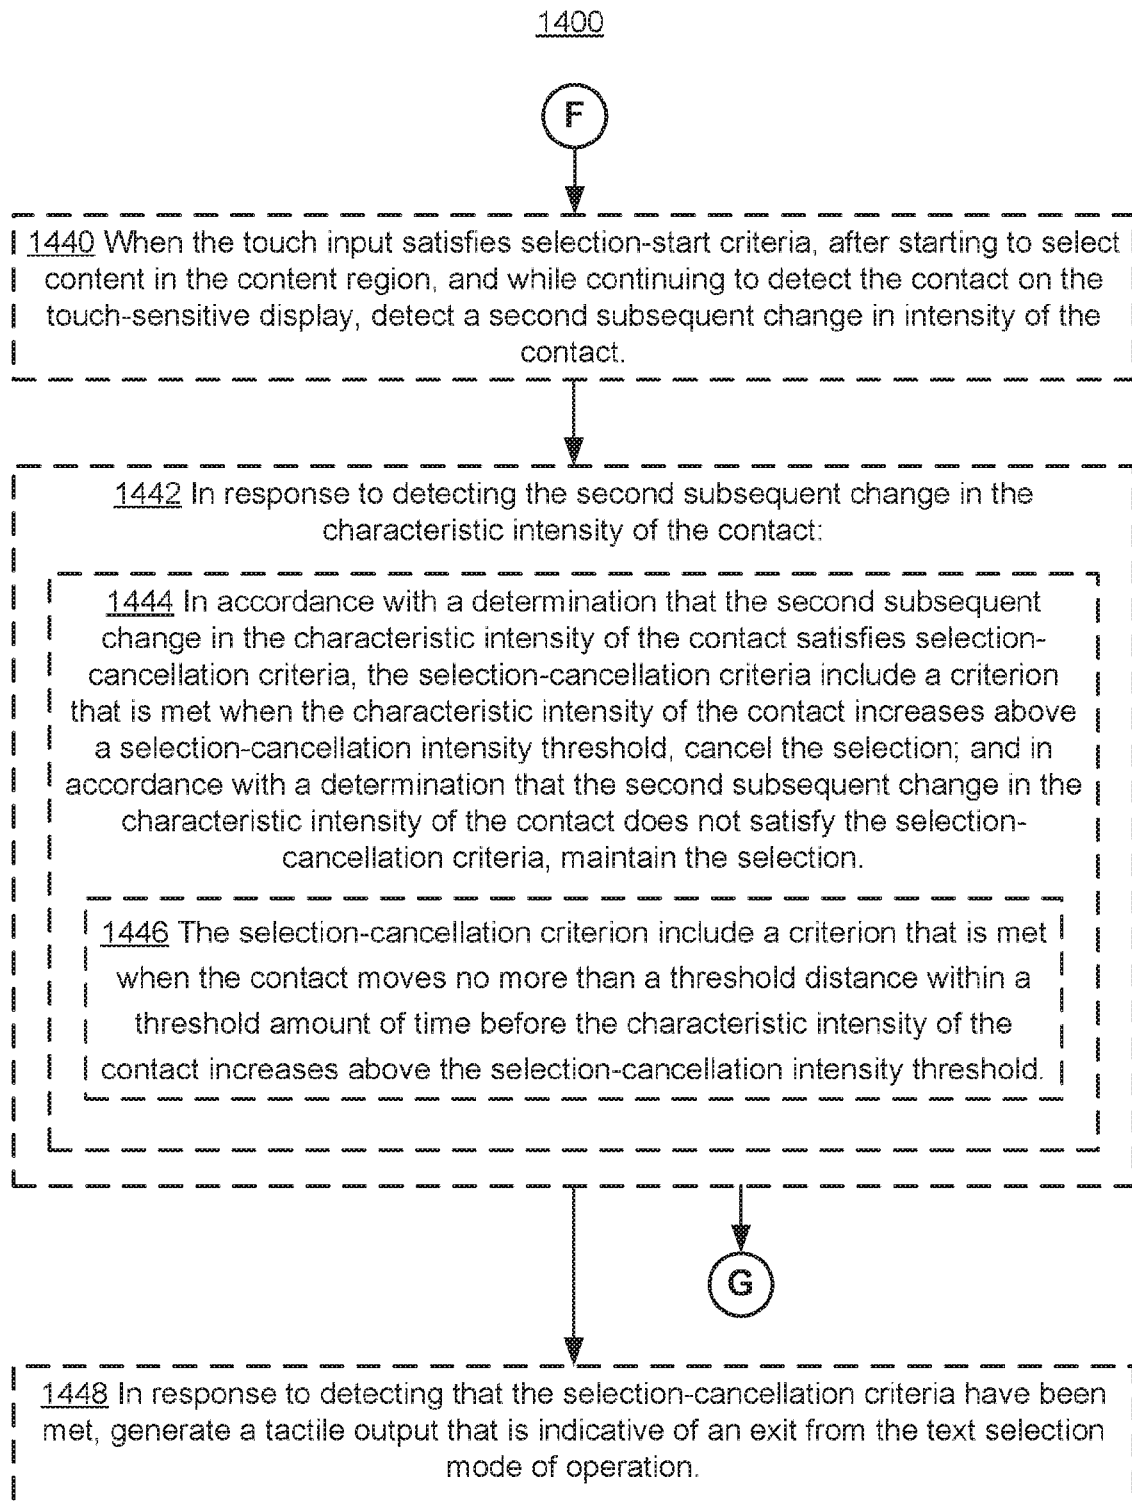 1400
F
1440 When the touch input satisfies selection-start criteria, after starting to select
content in the content region, and while continuing to detect the contact on the
touch-sensitive display, detect a second subsequent change in intensity of the
contact.
1442 In response to detecting the second subsequent change in the
characteristic intensity of the contact:
1444 In accordance with a determination that the second subsequent
change in the characteristic intensity of the contact satisfies selection-
cancellation criteria, the selection-cancellation criteria include a criterion
that is met when the characteristic intensity of the contact increases above
a selection-cancellation intensity threshold, cancel the selection; and in
accordance with a determination that the second subsequent change in the
characteristic intensity of the contact does not satisfy the selection-
cancellation criteria, maintain the selection.
1446 The selection-cancellation criterion include a criterion that is met
when the contact moves no more than a threshold distance within a
threshold amount of time before the characteristic intensity of the
contact increases above the selection-cancellation intensity threshold.
G
1448 In response to detecting that the selection-cancellation criteria have been
met, generate a tactile output that is indicative of an exit from the text selection
mode of operation.